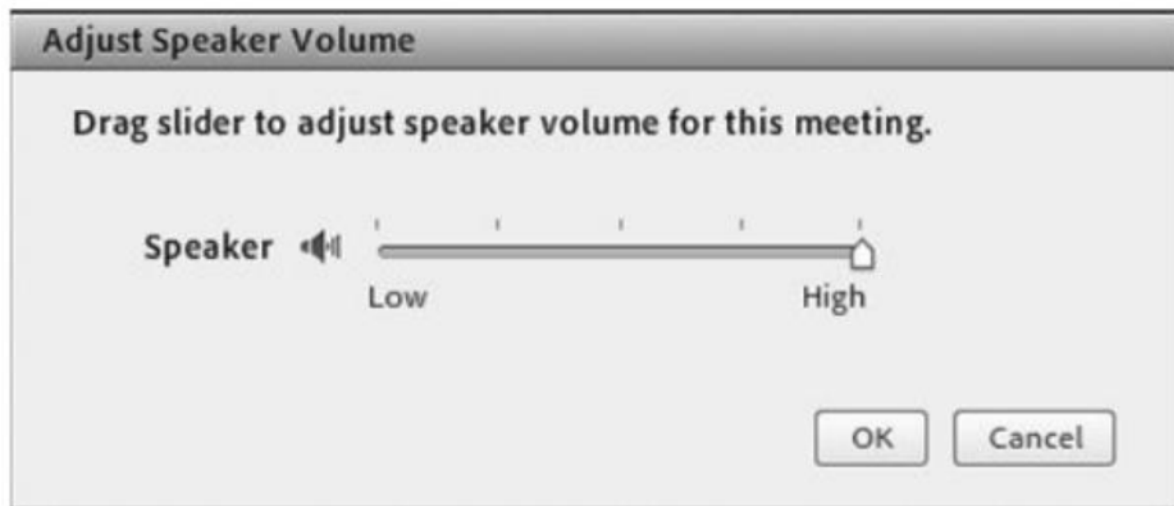 Adjust Speaker Volume
Drag slider to adjust speaker volume for this meeting.
Speaker
Low High
OK Cancel